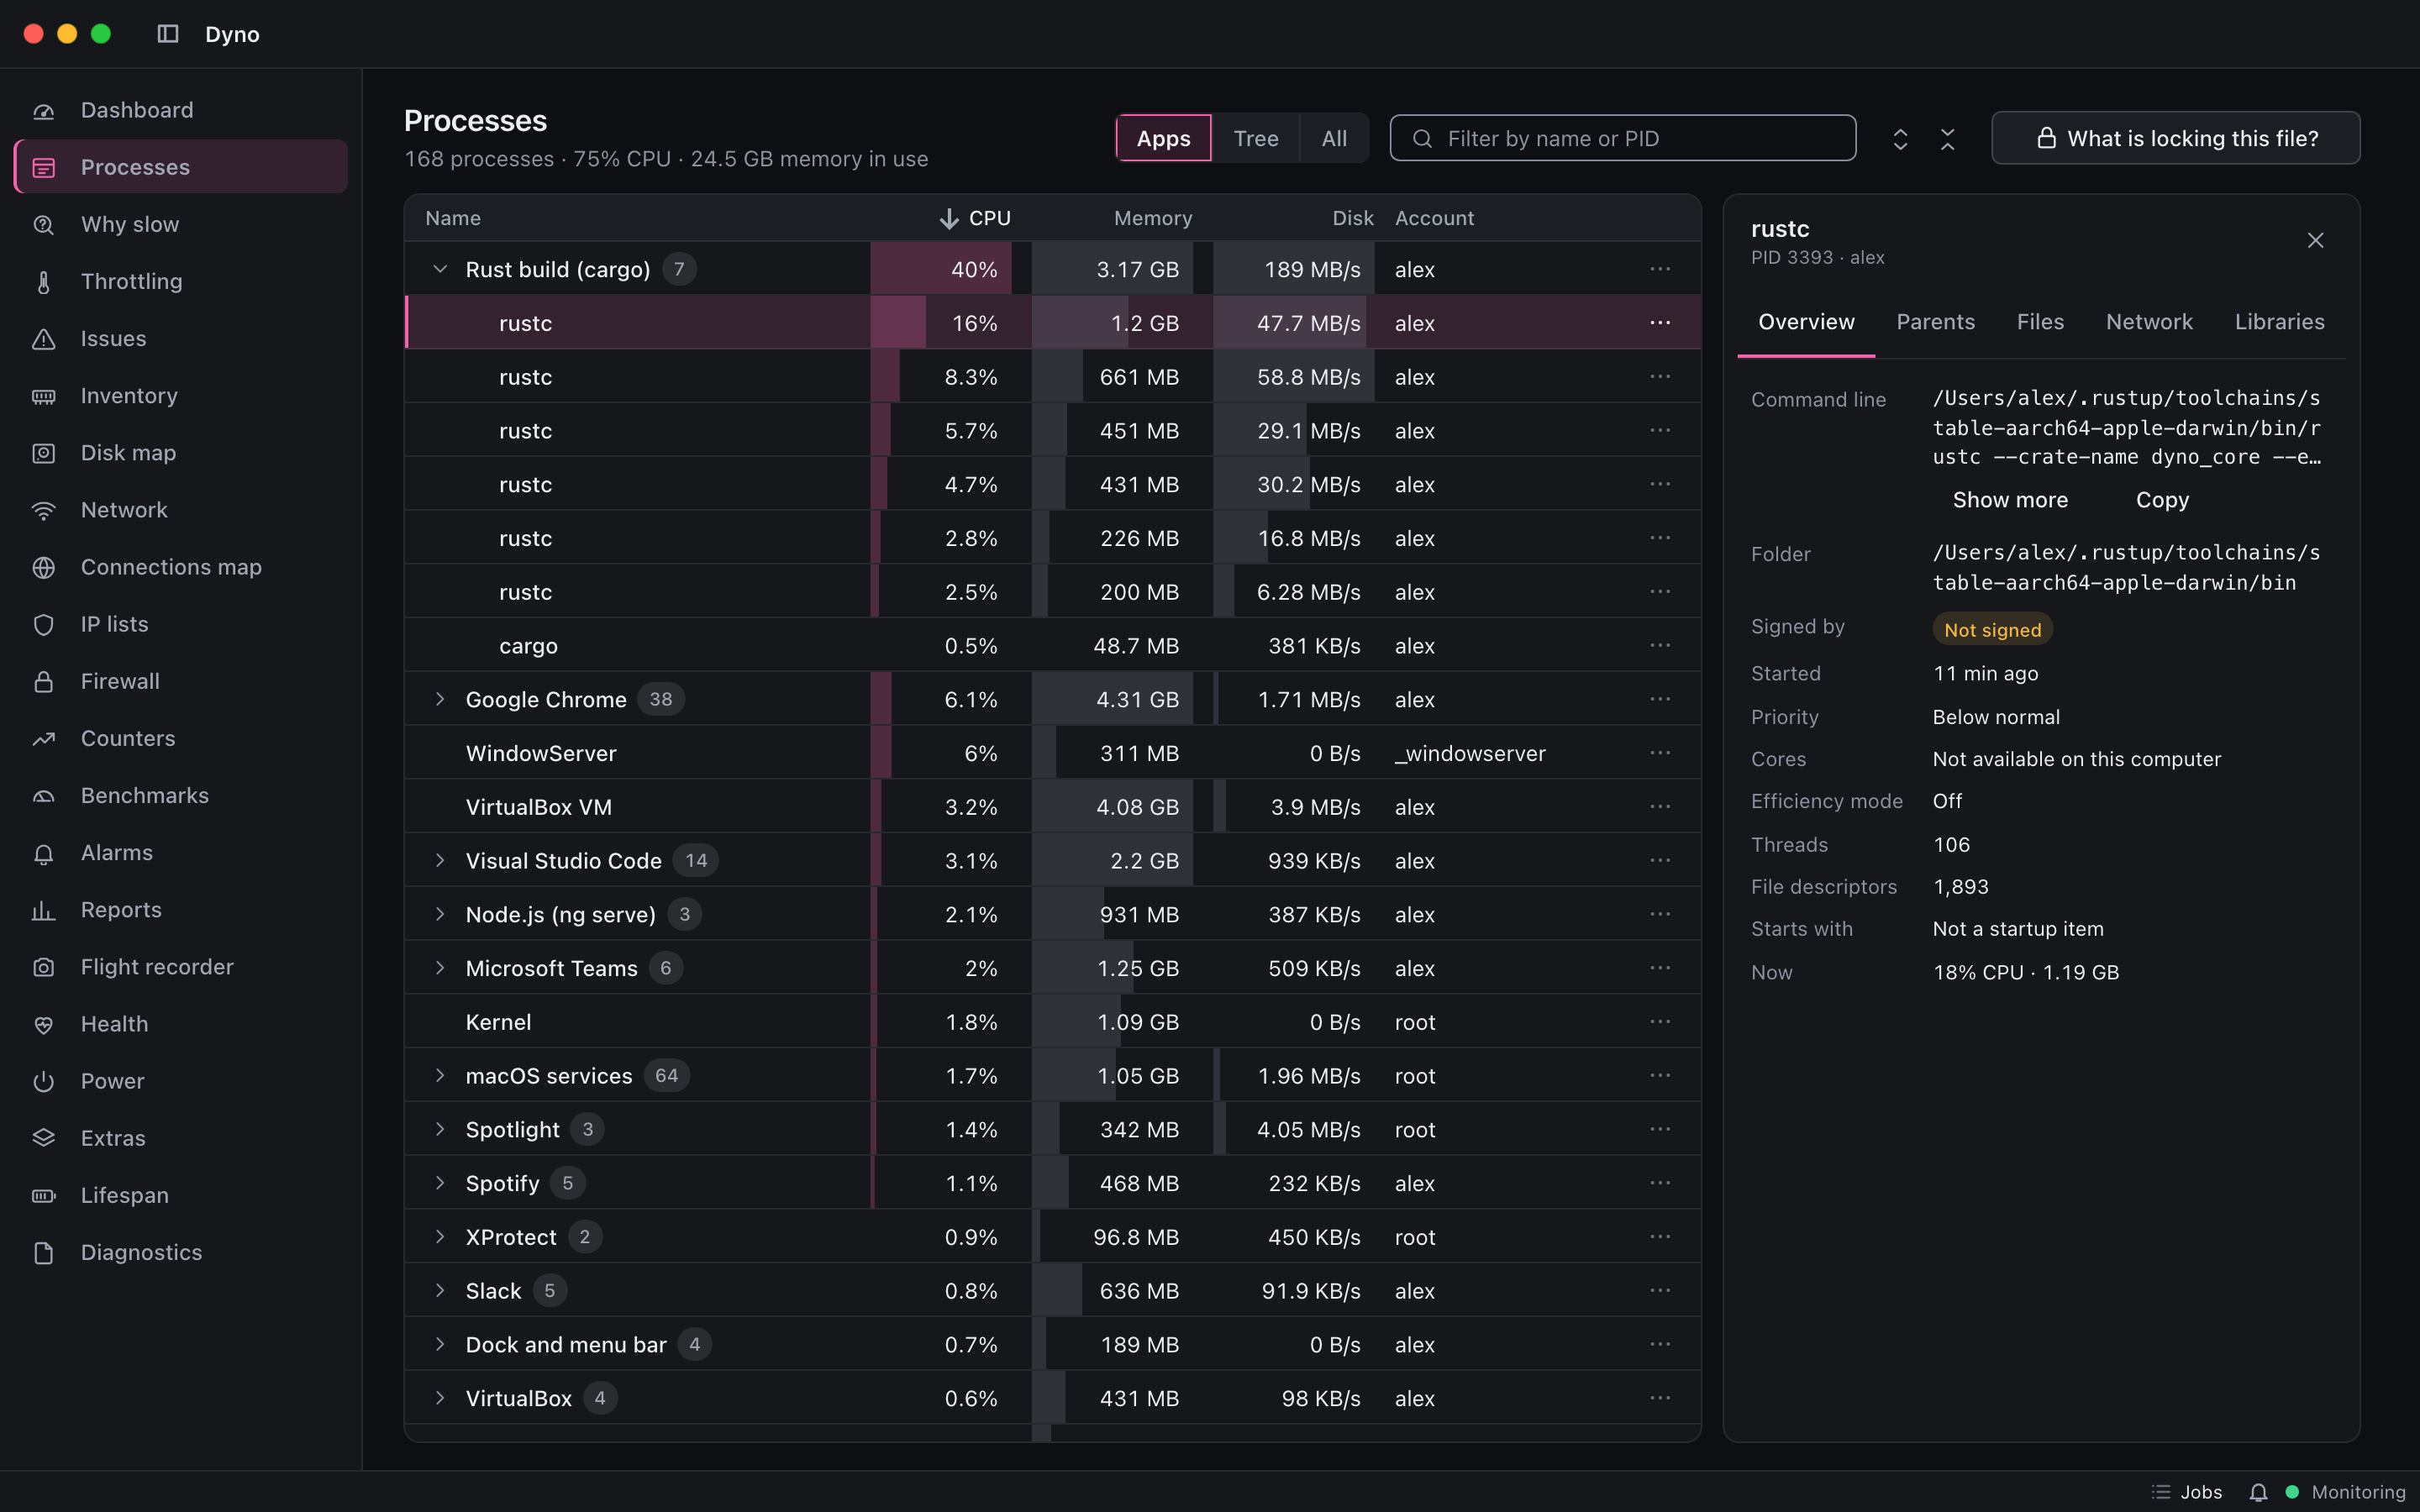 Dyno
Dashboard
Processes
Why slow
Throttling
Issues
Inventory
Disk map
Network
Connections map
IP lists
Firewall
Counters
Benchmarks
Alarms
Reports
Flight recorder
Health
Power
Extras
Lifespan
Diagnostics
Processes
168 processes · 75% CPU · 24.5 GB memory in use
Apps Tree All
Filter by name or PID
What is locking this file?
Name CPU Memory Disk Account
Rust build (cargo) 7 40% 3.17 GB 189 MB/s alex ···
rustc 16% 1.2 GB 47.7 MB/s alex ···
rustc 8.3% 661 MB 58.8 MB/s alex ···
rustc 5.7% 451 MB 29.1 MB/s alex ···
rustc 4.7% 431 MB 30.2 MB/s alex ···
rustc 2.8% 226 MB 16.8 MB/s alex ···
rustc 2.5% 200 MB 6.28 MB/s alex ···
cargo 0.5% 48.7 MB 381 KB/s alex ···
Google Chrome 38 6.1% 4.31 GB 1.71 MB/s alex ···
WindowServer 6% 311 MB 0 B/s _windowserver ···
VirtualBox VM 3.2% 4.08 GB 3.9 MB/s alex ···
Visual Studio Code 14 3.1% 2.2 GB 939 KB/s alex ···
Node.js (ng serve) 3 2.1% 931 MB 387 KB/s alex ···
Microsoft Teams 6 2% 1.25 GB 509 KB/s alex ···
Kernel 1.8% 1.09 GB 0 B/s root ···
macOS services 64 1.7% 1.05 GB 1.96 MB/s root ···
Spotlight 3 1.4% 342 MB 4.05 MB/s root ···
Spotify 5 1.1% 468 MB 232 KB/s alex ···
XProtect 2 0.9% 96.8 MB 450 KB/s root ···
Slack 5 0.8% 636 MB 91.9 KB/s alex ···
Dock and menu bar 4 0.7% 189 MB 0 B/s alex ···
VirtualBox 4 0.6% 431 MB 98 KB/s alex ···
rustc
PID 3393 · alex
Overview Parents Files Network Libraries
Command line /Users/alex/.rustup/toolchains/s
table-aarch64-apple-darwin/bin/r
ustc --crate-name dyno_core --e…
Show more Copy
Folder /Users/alex/.rustup/toolchains/s
table-aarch64-apple-darwin/bin
Signed by Not signed
Started 11 min ago
Priority Below normal
Cores Not available on this computer
Efficiency mode Off
Threads 106
File descriptors 1,893
Starts with Not a startup item
Now 18% CPU · 1.19 GB
Jobs Monitoring